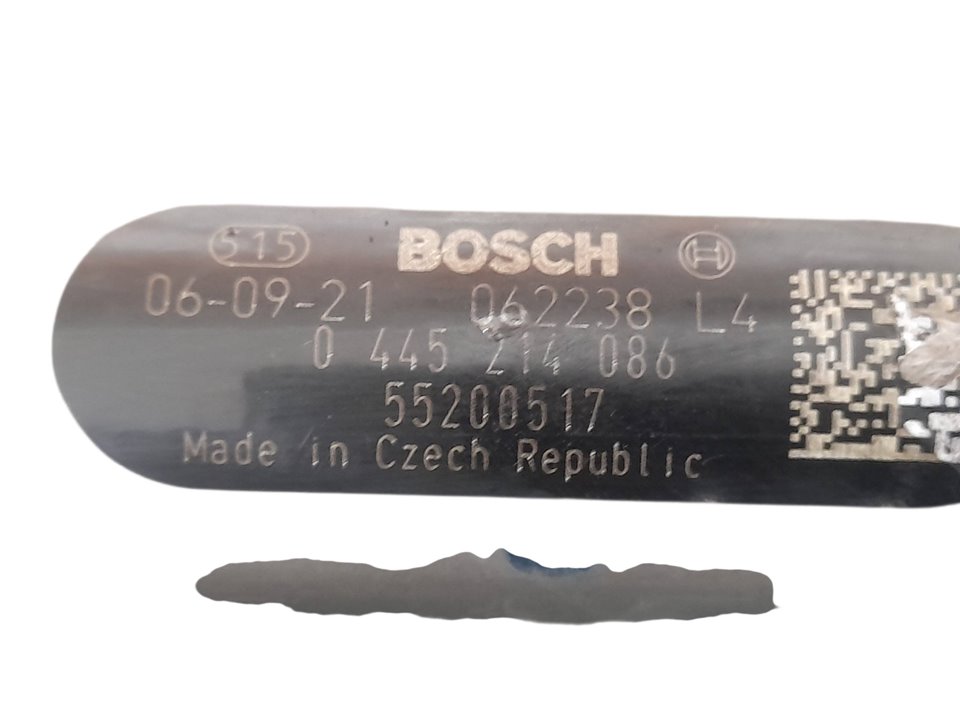 515 BOSCH
06-09-21 062238 L4
0 445 214 086
55200517
Made in Czech Republic